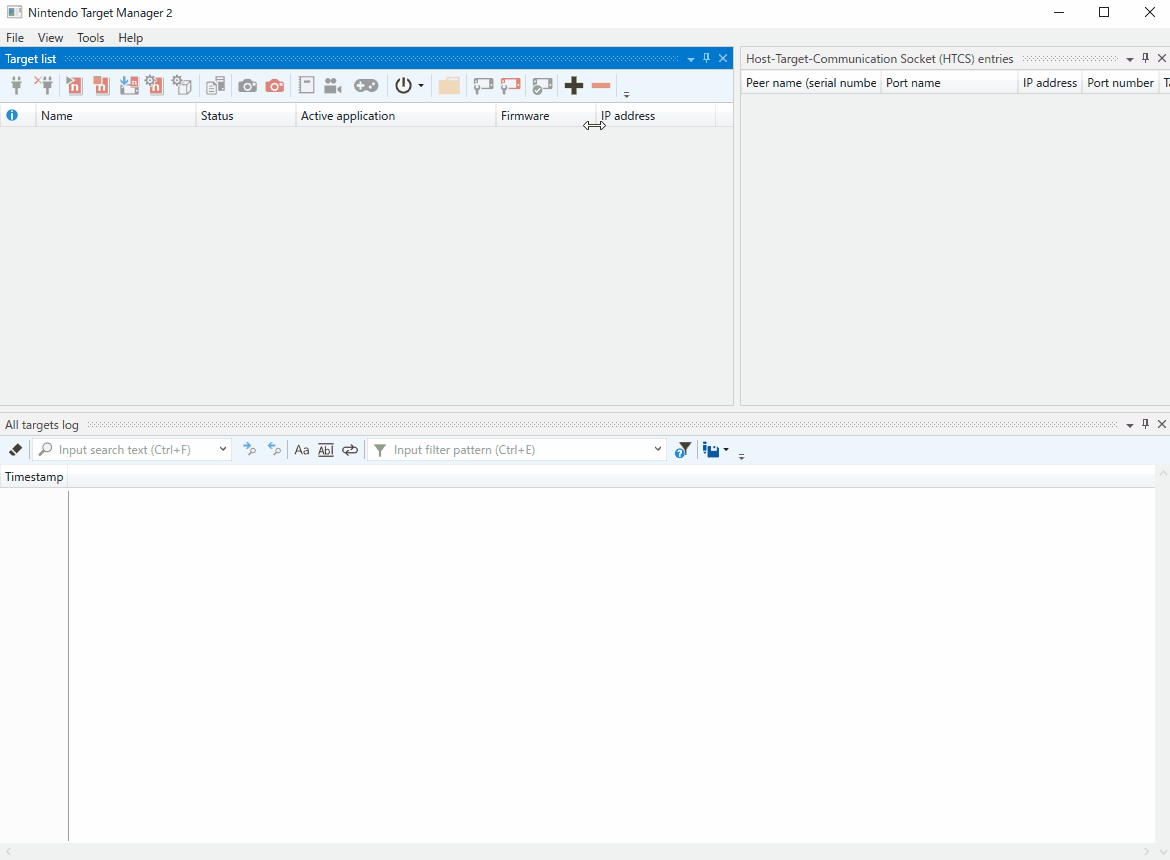 Nintendo Target Manager 2
File View Tools Help
Target list
Name Status Active application Firmware IP address
Host-Target-Communication Socket (HTCS) entries
Peer name (serial numbe Port name IP address Port number T
All targets log
Input search text (Ctrl+F) Aa Abl Input filter pattern (Ctrl+E)
Timestamp